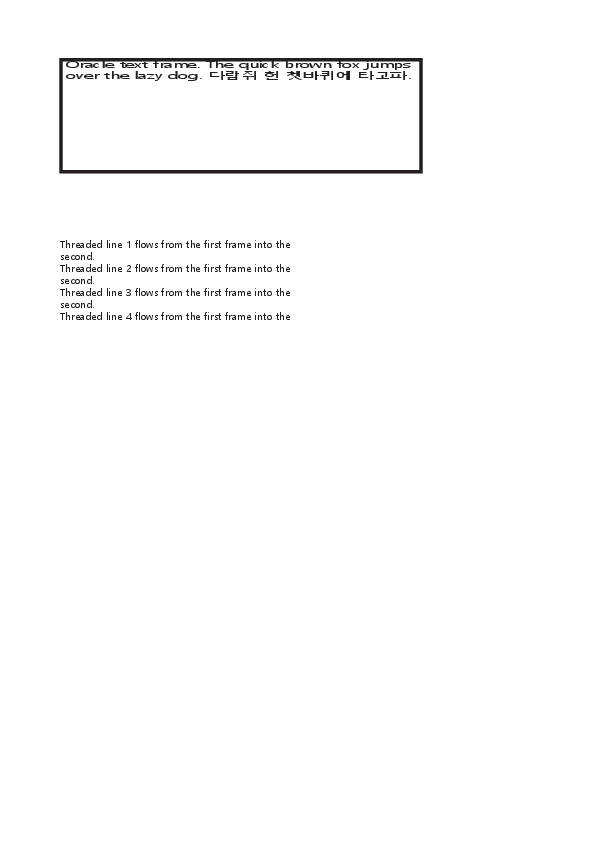 Oracle text frame. The quick brown fox jumps
over the lazy dog. 다람쥐 헌 쳇바퀴에 타고파.
Threaded line 1 flows from the first frame into the
second.
Threaded line 2 flows from the first frame into the
second.
Threaded line 3 flows from the first frame into the
second.
Threaded line 4 flows from the first frame into the